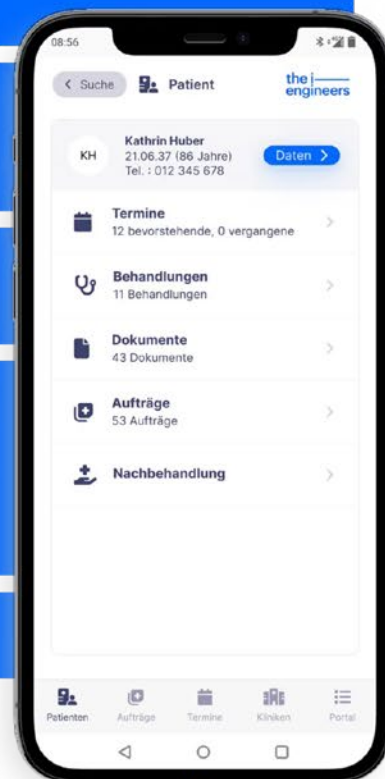 08:56
Suche
Patient
the i
engineers
KH
Kathrin Huber
21.06.37 (86 Jahre)
Tel. : 012 345 678
Daten
Termine
12 bevorstehende, 0 vergangene
Behandlungen
11 Behandlungen
Dokumente
43 Dokumente
Aufträge
53 Aufträge
Nachbehandlung
Patienten
Aufträge
Termine
Kliniken
Portal